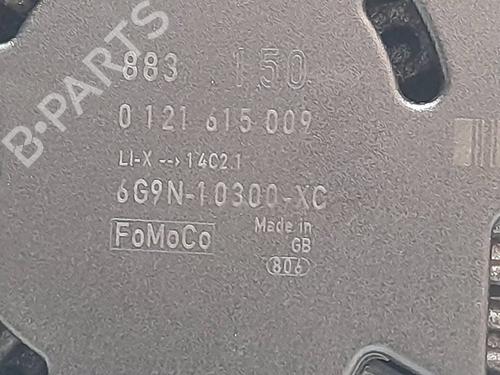 B-PARTS
883 150
0 121 615 009
LI-X --> 14C2.1
6G9N-10300-XC
FoMoCo
Made in
GB
806